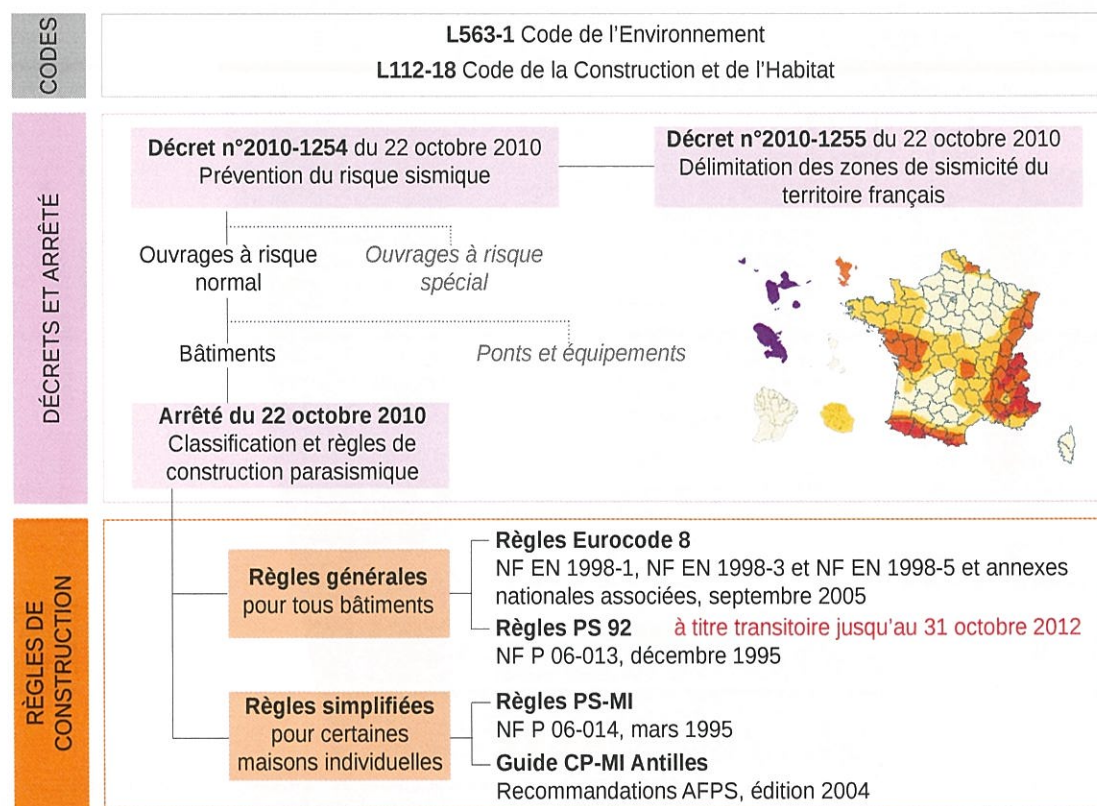 CODES
L563-1 Code de l'Environnement
L112-18 Code de la Construction et de l'Habitat
DÉCRETS ET ARRÊTÉ
Décret n°2010-1254 du 22 octobre 2010
Prévention du risque sismique
Décret n°2010-1255 du 22 octobre 2010
Délimitation des zones de sismicité du
territoire français
Ouvrages à risque
normal
Ouvrages à risque
spécial
Bâtiments
Ponts et équipements
Arrêté du 22 octobre 2010
Classification et règles de
construction parasismique
RÈGLES DE
CONSTRUCTION
Règles générales
pour tous bâtiments
Règles Eurocode 8
NF EN 1998-1, NF EN 1998-3 et NF EN 1998-5 et annexes
nationales associées, septembre 2005
Règles PS 92 à titre transitoire jusqu'au 31 octobre 2012
NF P 06-013, décembre 1995
Règles simplifiées
pour certaines
maisons individuelles
Règles PS-MI
NF P 06-014, mars 1995
Guide CP-MI Antilles
Recommandations AFPS, édition 2004